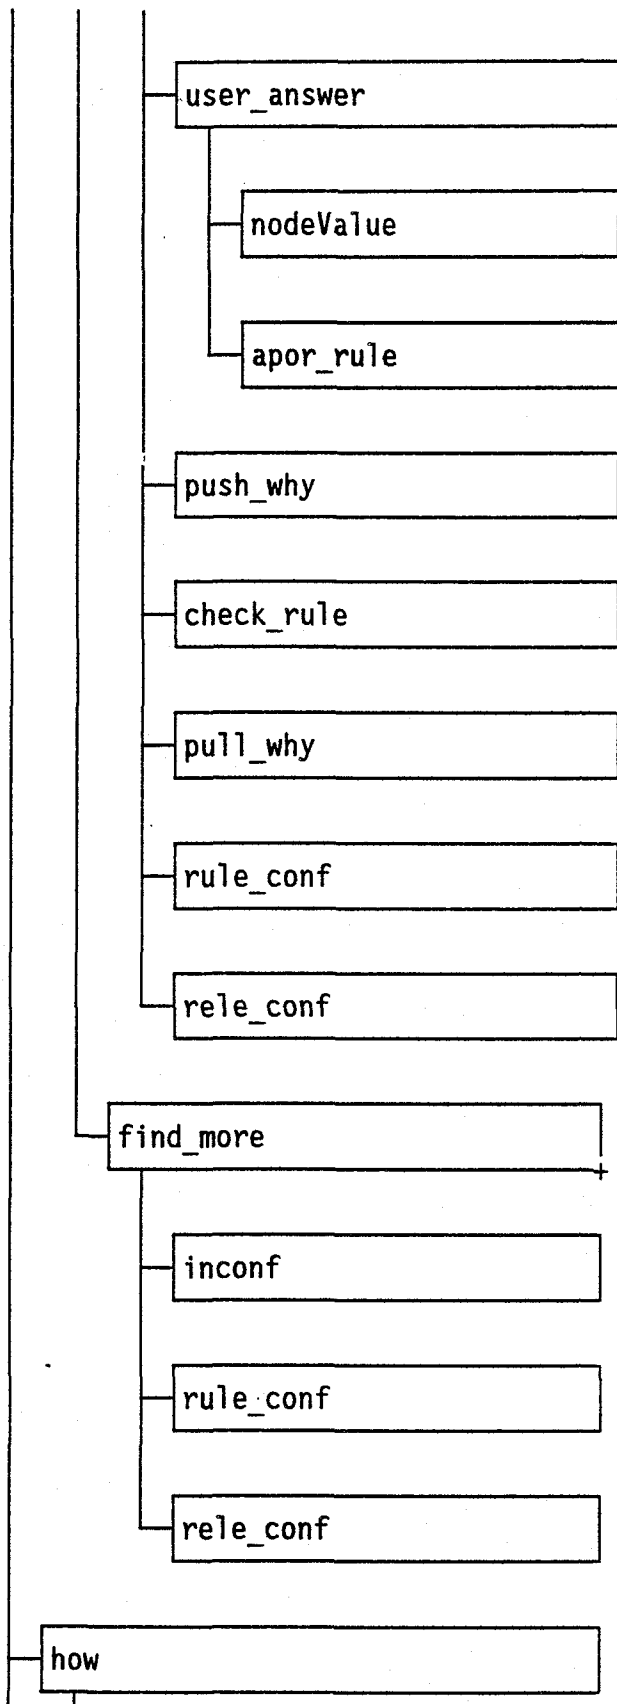 user_answer
nodeValue
apor_rule
push_why
check_rule
pull_why
rule_conf
rele_conf
find_more
inconf
rule_conf
rele_conf
how